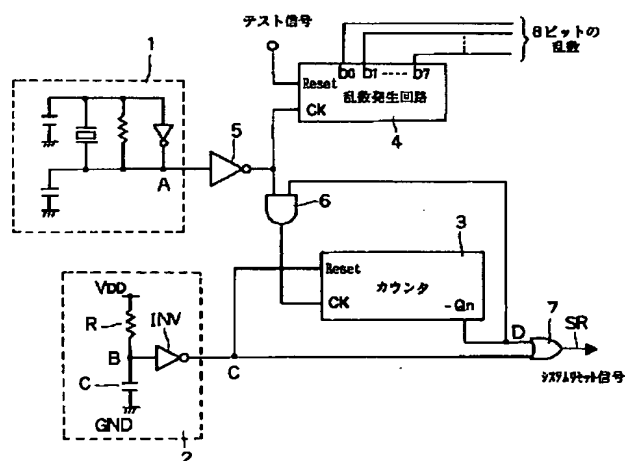 テスト信号
8ビットの
乱数
D0 D1 ---- D7
Reset
乱数発生回路
CK
4
1
5
A
6
3
Reset
カウンタ
CK
-Qn
VDD
R
INV
B
C
C
GND
2
D
7
SR
システムリセット信号